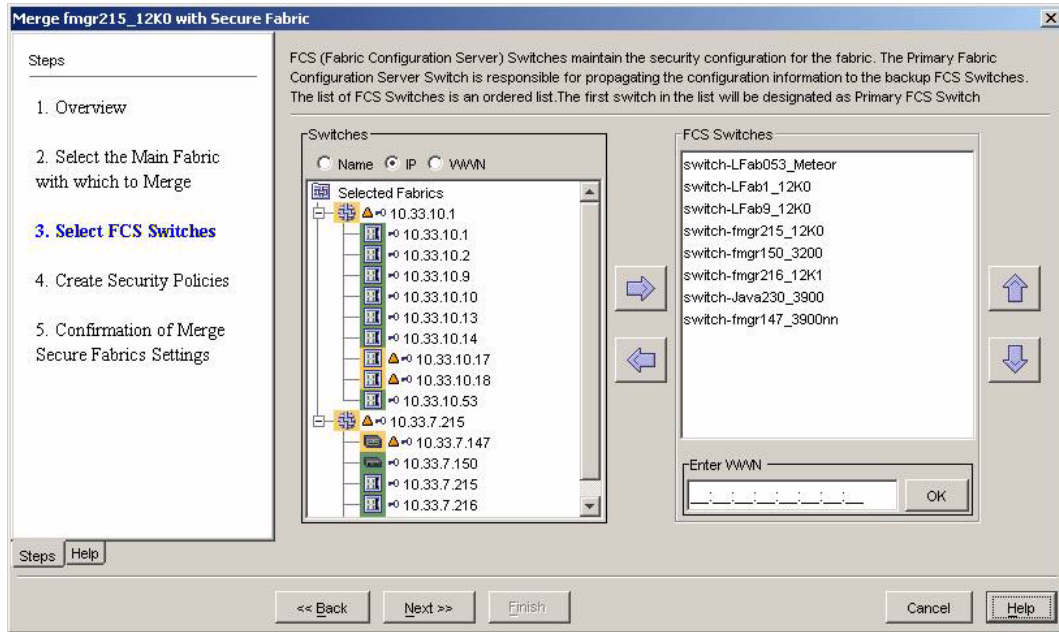 Merge fmgr215_12K0 with Secure Fabric
Steps
1. Overview
2. Select the Main Fabric
with which to Merge
3. Select FCS Switches
4. Create Security Policies
5. Confirmation of Merge
Secure Fabrics Settings
Steps
Help
FCS (Fabric Configuration Server) Switches maintain the security configuration for the fabric. The Primary Fabric
Configuration Server Switch is responsible for propagating the configuration information to the backup FCS Switches.
The list of FCS Switches is an ordered list.The first switch in the list will be designated as Primary FCS Switch
Switches
Name IP WWN
Selected Fabrics
10.33.10.1
10.33.10.1
10.33.10.2
10.33.10.9
10.33.10.10
10.33.10.13
10.33.10.14
10.33.10.17
10.33.10.18
10.33.10.53
10.33.7.215
10.33.7.147
10.33.7.150
10.33.7.215
10.33.7.216
FCS Switches
switch-LFab053_Meteor
switch-LFab1_12K0
switch-LFab9_12K0
switch-fmgr215_12K0
switch-fmgr150_3200
switch-fmgr216_12K1
switch-Java230_3900
switch-fmgr147_3900nn
Enter WWN
__:__:__:__:__:__:__:__
OK
<< Back
Next >>
Finish
Cancel
Help